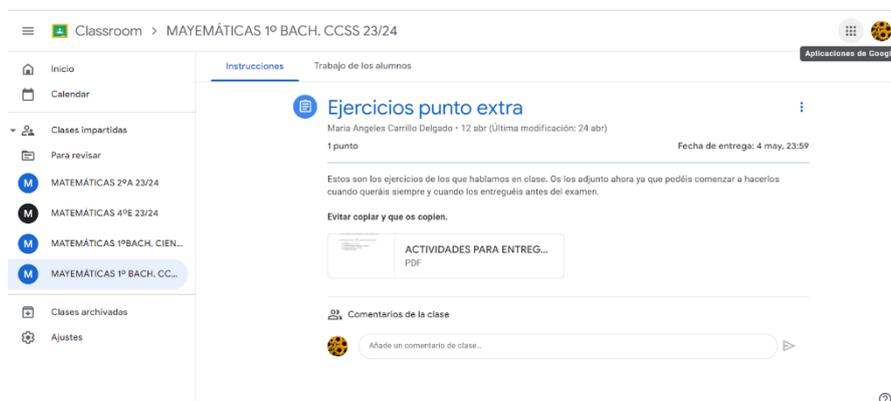 Classroom > MAYEMÁTICAS 1º BACH. CCSS 23/24
Aplicaciones de Googl
Inicio
Calendar
Clases impartidas
Para revisar
M MATEMÁTICAS 2ºA 23/24
M MATEMÁTICAS 4ºE 23/24
M MATEMÁTICAS 1ºBACH. CIEN...
M MAYEMÁTICAS 1º BACH. CC...
Clases archivadas
Ajustes
Instrucciones Trabajo de los alumnos
Ejercicios punto extra
Maria Angeles Carrillo Delgado • 12 abr (Última modificación: 24 abr)
1 punto Fecha de entrega: 4 may, 23:59
Estos son los ejercicios de los que hablamos en clase. Os los adjunto ahora ya que podéis comenzar a hacerlos
cuando queráis siempre y cuando los entreguéis antes del examen.
Evitar copiar y que os copien.
ACTIVIDADES PARA ENTREG...
PDF
Comentarios de la clase
Añade un comentario de clase...